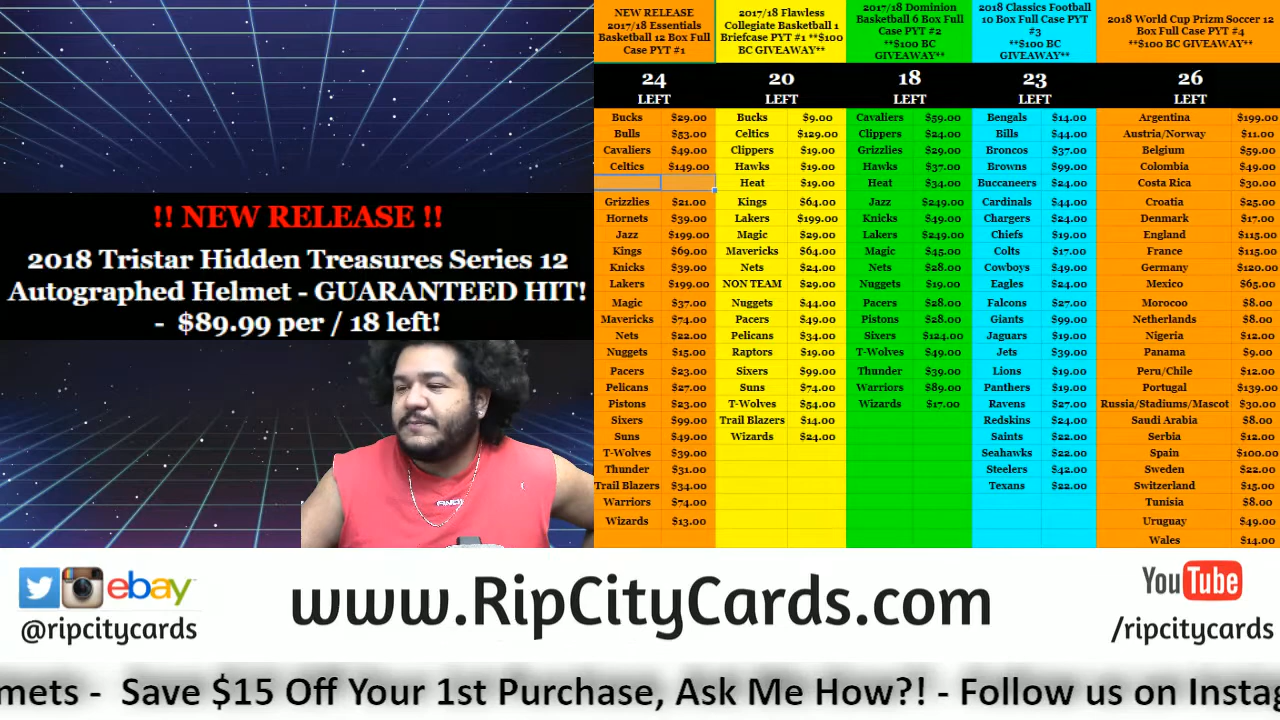 !! NEW RELEASE !!
2018 Tristar Hidden Treasures Series 12
Autographed Helmet - GUARANTEED HIT!
- $89.99 per / 18 left!
NEW RELEASE
2017/18 Essentials
Basketball 12 Box Full
Case PYT #1
24
LEFT
Bucks $29.00
Bulls $53.00
Cavaliers $49.00
Celtics $149.00
Grizzlies $21.00
Hornets $39.00
Jazz $199.00
Kings $69.00
Knicks $39.00
Lakers $199.00
Magic $37.00
Mavericks $74.00
Nets $22.00
Nuggets $15.00
Pacers $23.00
Pelicans $27.00
Pistons $23.00
Sixers $99.00
Suns $49.00
T-Wolves $39.00
Thunder $31.00
Trail Blazers $34.00
Warriors $74.00
Wizards $13.00
2017/18 Flawless
Collegiate Basketball 1
Briefcase PYT #1 **$100
BC GIVEAWAY**
20
LEFT
Bucks $9.00
Celtics $129.00
Clippers $19.00
Hawks $19.00
Heat $19.00
Kings $64.00
Lakers $199.00
Magic $29.00
Mavericks $64.00
Nets $24.00
NON TEAM $29.00
Nuggets $44.00
Pacers $49.00
Pelicans $34.00
Raptors $19.00
Sixers $99.00
Suns $74.00
T-Wolves $54.00
Trail Blazers $14.00
Wizards $24.00
2017/18 Dominion
Basketball 6 Box Full
Case PYT #2
**$100 BC
GIVEAWAY**
18
LEFT
Cavaliers $59.00
Clippers $24.00
Grizzlies $29.00
Hawks $37.00
Heat $34.00
Jazz $249.00
Knicks $49.00
Lakers $249.00
Magic $45.00
Nets $28.00
Nuggets $19.00
Pacers $28.00
Pistons $28.00
Sixers $124.00
T-Wolves $49.00
Thunder $39.00
Warriors $89.00
Wizards $17.00
2018 Classics Football
10 Box Full Case PYT
#3
**$100 BC
GIVEAWAY**
23
LEFT
Bengals $14.00
Bills $44.00
Broncos $37.00
Browns $99.00
Buccaneers $24.00
Cardinals $44.00
Chargers $24.00
Chiefs $19.00
Colts $17.00
Cowboys $49.00
Eagles $24.00
Falcons $27.00
Giants $99.00
Jaguars $19.00
Jets $39.00
Lions $19.00
Panthers $19.00
Ravens $27.00
Redskins $24.00
Saints $22.00
Seahawks $22.00
Steelers $42.00
Texans $22.00
2018 World Cup Prizm Soccer 12
Box Full Case PYT #4
**$100 BC GIVEAWAY**
26
LEFT
Argentina $199.00
Austria/Norway $11.00
Belgium $59.00
Colombia $49.00
Costa Rica $30.00
Croatia $25.00
Denmark $17.00
England $115.00
France $115.00
Germany $120.00
Mexico $65.00
Morocoo $8.00
Netherlands $8.00
Nigeria $12.00
Panama $9.00
Peru/Chile $12.00
Portugal $139.00
Russia/Stadiums/Mascot $30.00
Saudi Arabia $8.00
Serbia $12.00
Spain $100.00
Sweden $22.00
Switzerland $15.00
Tunisia $8.00
Uruguay $49.00
Wales $14.00
ebay
@ripcitycards
www.RipCityCards.com
YouTube
/ripcitycards
mets - Save $15 Off Your 1st Purchase, Ask Me How?! - Follow us on Instag